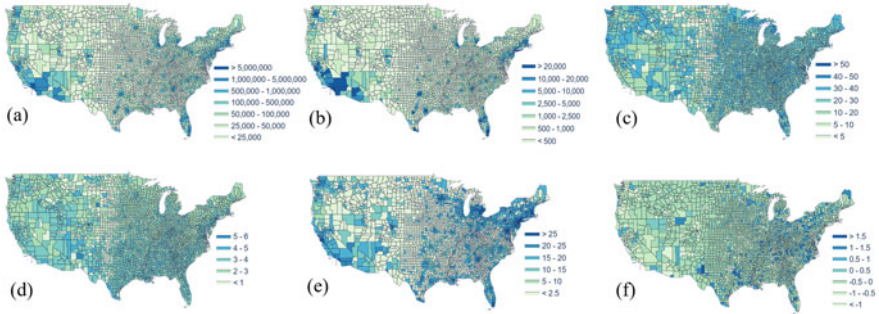 > 5,000,000
1,000,000 - 5,000,000
500,000 - 1,000,000
100,000 - 500,000
50,000 - 100,000
25,000 - 50,000
< 25,000
(a)
> 20,000
10,000 - 20,000
5,000 - 10,000
2,500 - 5,000
1,000 - 2,500
500 - 1,000
< 500
(b)
> 50
40 - 50
30 - 40
20 - 30
10 - 20
5 - 10
< 5
(c)
5 - 6
4 - 5
3 - 4
2 - 3
< 1
(d)
> 25
20 - 25
15 - 20
10 - 15
5 - 10
< 2.5
(e)
> 1.5
1 - 1.5
0.5 - 1
0 - 0.5
-0.5 - 0
-1 - -0.5
< -1
(f)